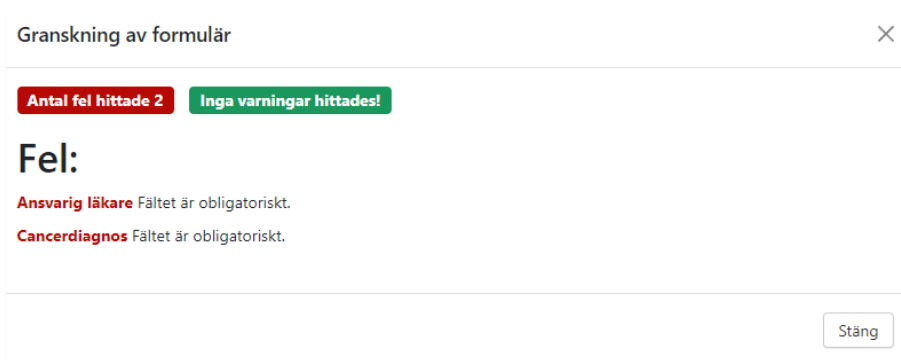 Granskning av formulär
Antal fel hittade 2
Inga varningar hittades!
Fel:
Ansvarig läkare Fältet är obligatoriskt.
Cancerdiagnos Fältet är obligatoriskt.
Stäng